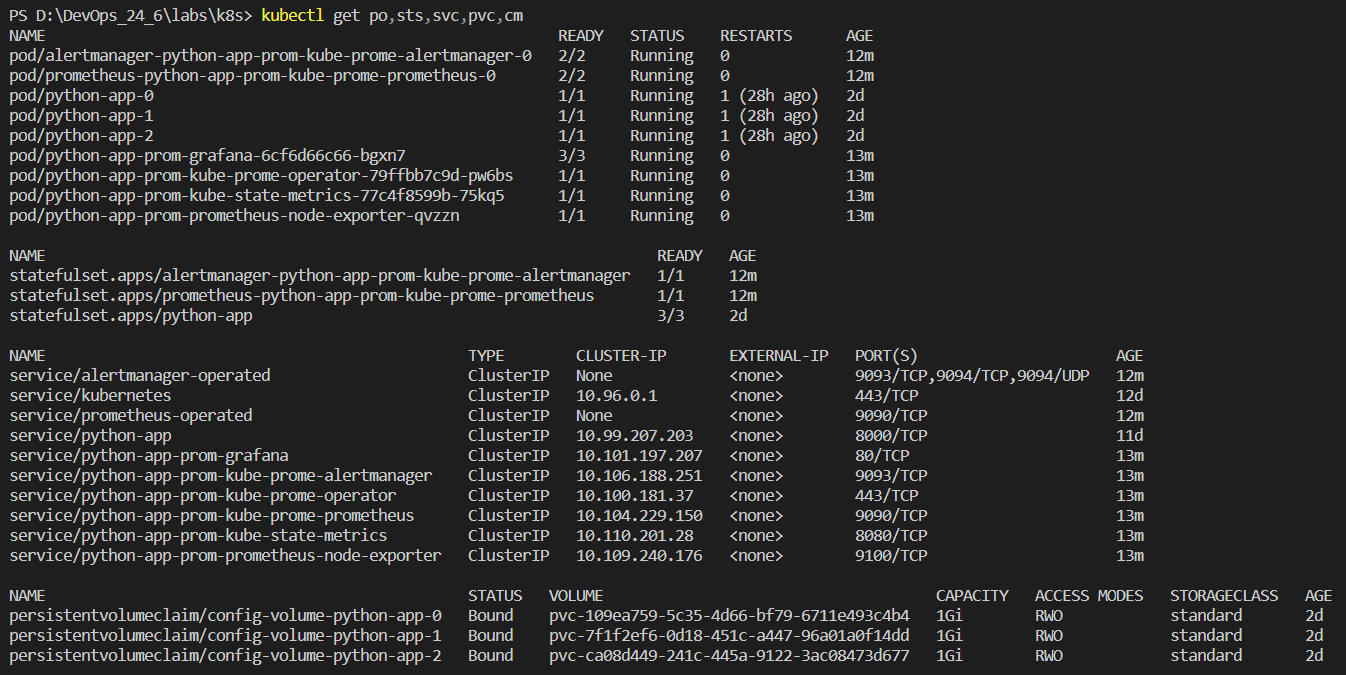 PS D:\DevOps_24_6\labs\k8s> kubectl get po,sts,svc,pvc,cm
NAME READY STATUS RESTARTS AGE
pod/alertmanager-python-app-prom-kube-prome-alertmanager-0 2/2 Running 0 12m
pod/prometheus-python-app-prom-kube-prome-prometheus-0 2/2 Running 0 12m
pod/python-app-0 1/1 Running 1 (28h ago) 2d
pod/python-app-1 1/1 Running 1 (28h ago) 2d
pod/python-app-2 1/1 Running 1 (28h ago) 2d
pod/python-app-prom-grafana-6cf6d66c66-bgxn7 3/3 Running 0 13m
pod/python-app-prom-kube-prome-operator-79ffbb7c9d-pw6bs 1/1 Running 0 13m
pod/python-app-prom-kube-state-metrics-77c4f8599b-75kq5 1/1 Running 0 13m
pod/python-app-prom-prometheus-node-exporter-qvzzn 1/1 Running 0 13m
NAME READY AGE
statefulset.apps/alertmanager-python-app-prom-kube-prome-alertmanager 1/1 12m
statefulset.apps/prometheus-python-app-prom-kube-prome-prometheus 1/1 12m
statefulset.apps/python-app 3/3 2d
NAME TYPE CLUSTER-IP EXTERNAL-IP PORT(S) AGE
service/alertmanager-operated ClusterIP None <none> 9093/TCP,9094/TCP,9094/UDP 12m
service/kubernetes ClusterIP 10.96.0.1 <none> 443/TCP 12d
service/prometheus-operated ClusterIP None <none> 9090/TCP 12m
service/python-app ClusterIP 10.99.207.203 <none> 8000/TCP 11d
service/python-app-prom-grafana ClusterIP 10.101.197.207 <none> 80/TCP 13m
service/python-app-prom-kube-prome-alertmanager ClusterIP 10.106.188.251 <none> 9093/TCP 13m
service/python-app-prom-kube-prome-operator ClusterIP 10.100.181.37 <none> 443/TCP 13m
service/python-app-prom-kube-prome-prometheus ClusterIP 10.104.229.150 <none> 9090/TCP 13m
service/python-app-prom-kube-state-metrics ClusterIP 10.110.201.28 <none> 8080/TCP 13m
service/python-app-prom-prometheus-node-exporter ClusterIP 10.109.240.176 <none> 9100/TCP 13m
NAME STATUS VOLUME CAPACITY ACCESS MODES STORAGECLASS AGE
persistentvolumeclaim/config-volume-python-app-0 Bound pvc-109ea759-5c35-4d66-bf79-6711e493c4b4 1Gi RWO standard 2d
persistentvolumeclaim/config-volume-python-app-1 Bound pvc-7f1f2ef6-0d18-451c-a447-96a01a0f14dd 1Gi RWO standard 2d
persistentvolumeclaim/config-volume-python-app-2 Bound pvc-ca08d449-241c-445a-9122-3ac08473d677 1Gi RWO standard 2d